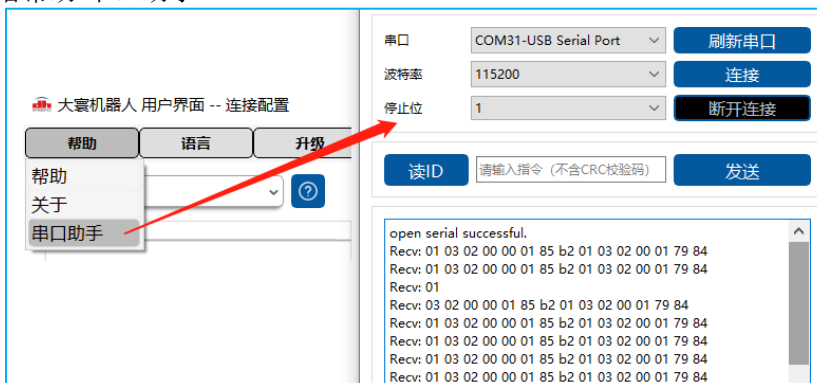 大寰机器人 用户界面 -- 连接配置
帮助 语言 升级
帮助
关于
串口助手
串口 COM31-USB Serial Port 刷新串口
波特率 115200 连接
停止位 1 断开连接
读ID 请输入指令（不含CRC校验码） 发送
open serial successful.
Recv: 01 03 02 00 00 01 85 b2 01 03 02 00 01 79 84
Recv: 01 03 02 00 00 01 85 b2 01 03 02 00 01 79 84
Recv: 01
Recv: 03 02 00 00 01 85 b2 01 03 02 00 01 79 84
Recv: 01 03 02 00 00 01 85 b2 01 03 02 00 01 79 84
Recv: 01 03 02 00 00 01 85 b2 01 03 02 00 01 79 84
Recv: 01 03 02 00 00 01 85 b2 01 03 02 00 01 79 84
Recv: 01 03 02 00 00 01 85 b2 01 03 02 00 01 79 84